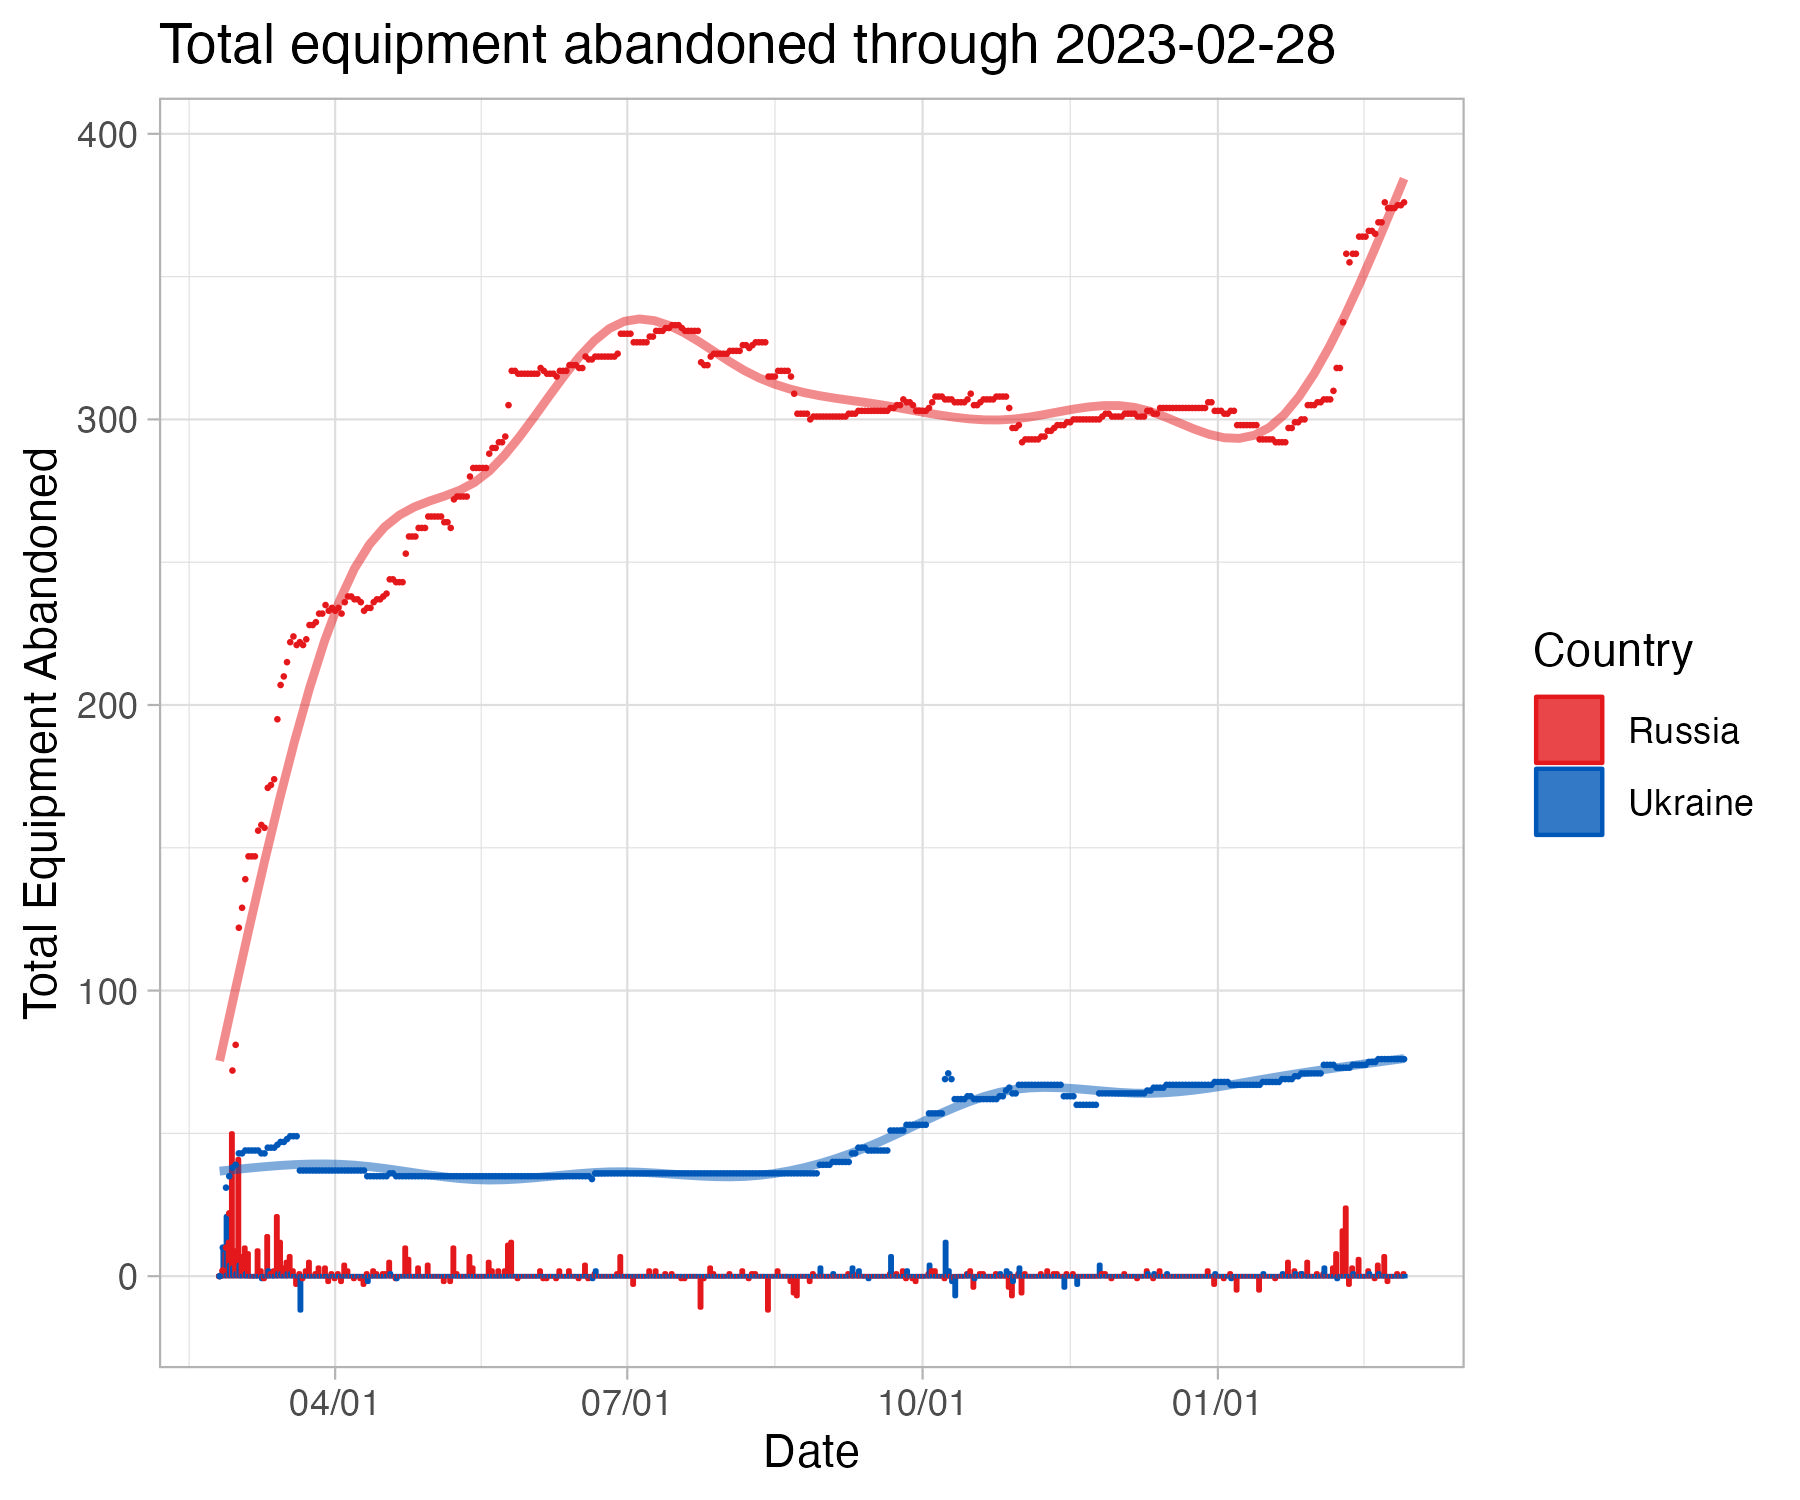 Total equipment abandoned through 2023-02-28
Total Equipment Abandoned
400
300
200
100
0
04/01
07/01
10/01
01/01
Date
Country
Russia
Ukraine